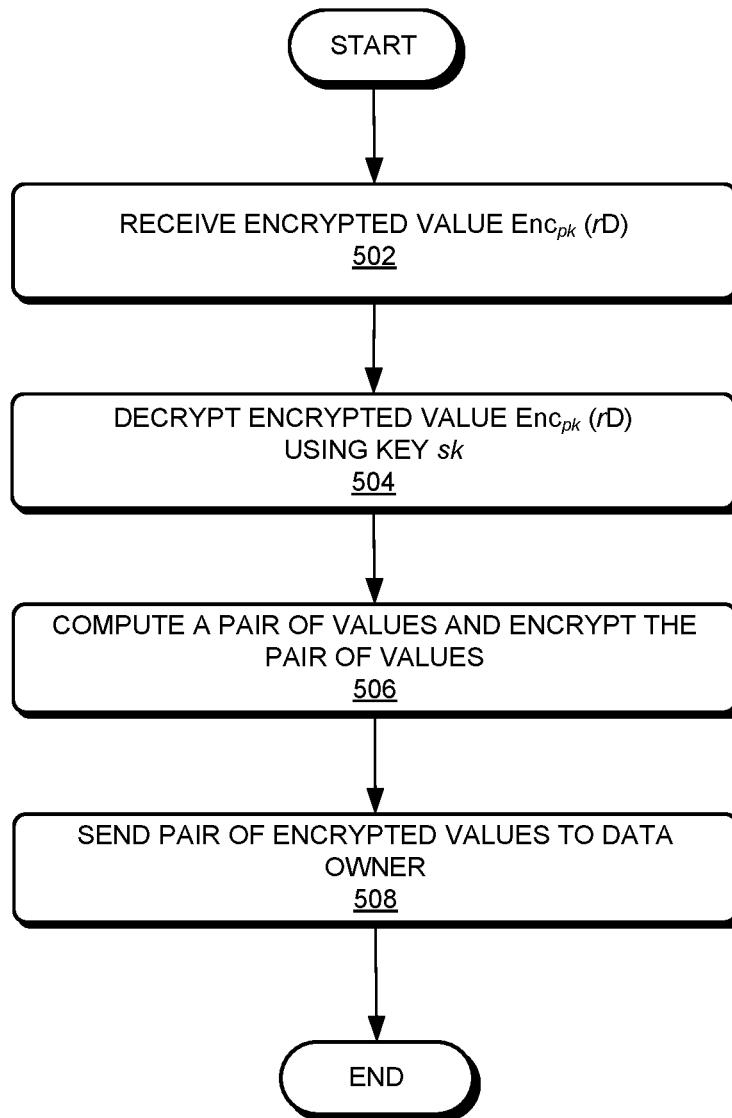 START
RECEIVE ENCRYPTED VALUE Encpk (rD)
502
DECRYPT ENCRYPTED VALUE Encpk (rD)
USING KEY sk
504
COMPUTE A PAIR OF VALUES AND ENCRYPT THE
PAIR OF VALUES
506
SEND PAIR OF ENCRYPTED VALUES TO DATA
OWNER
508
END